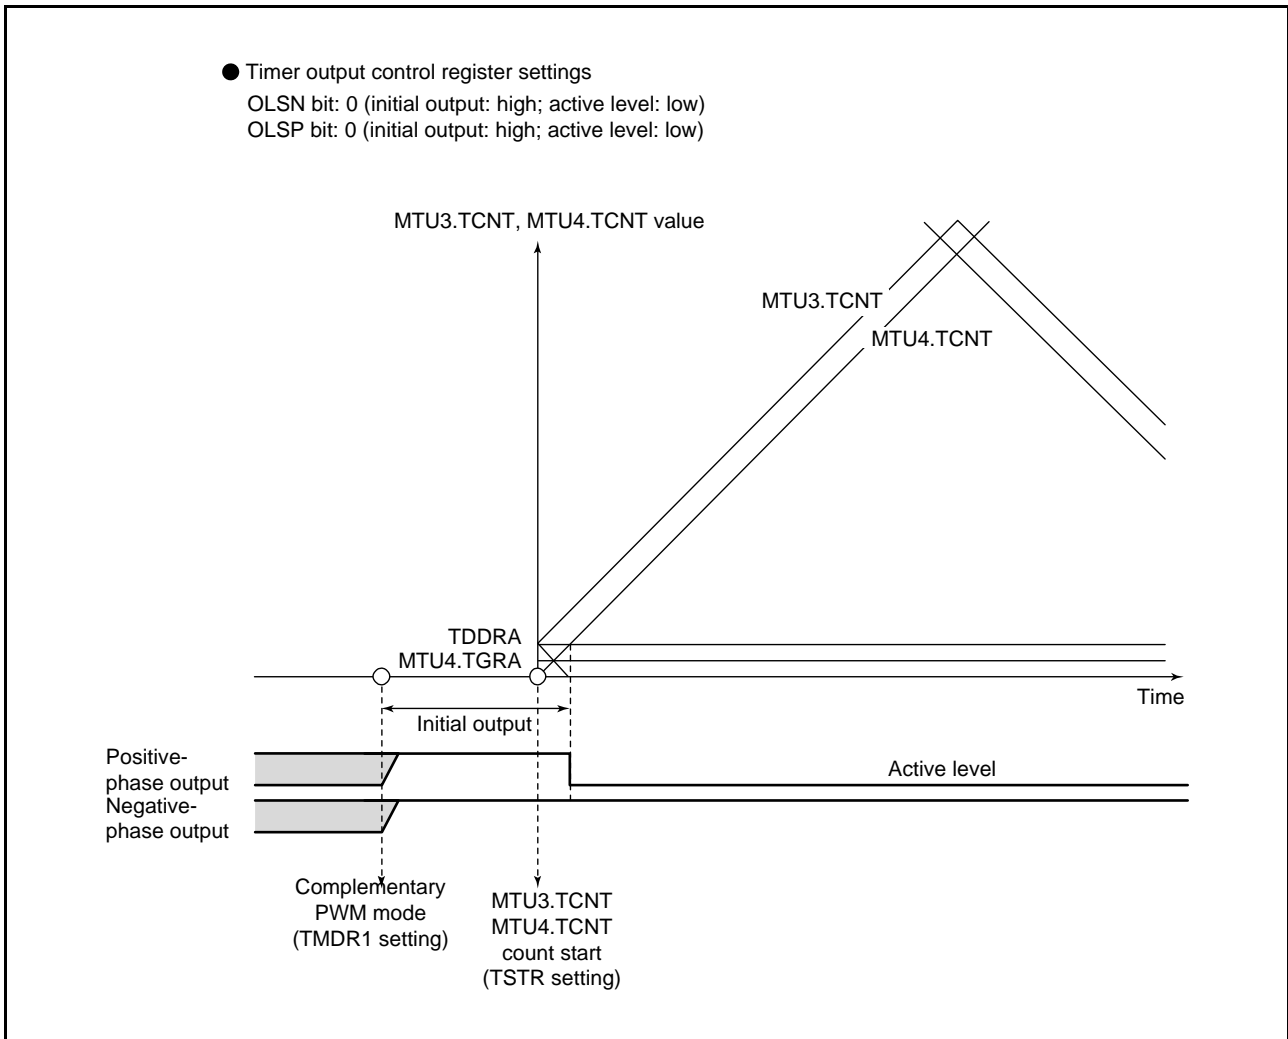 ● Timer output control register settings
OLSN bit: 0 (initial output: high; active level: low)
OLSP bit: 0 (initial output: high; active level: low)
MTU3.TCNT, MTU4.TCNT value
MTU3.TCNT
MTU4.TCNT
TDDRA
MTU4.TGRA
Time
Initial output
Positive-
phase output
Active level
Negative-
phase output
Complementary
PWM mode
(TMDR1 setting)
MTU3.TCNT
MTU4.TCNT
count start
(TSTR setting)